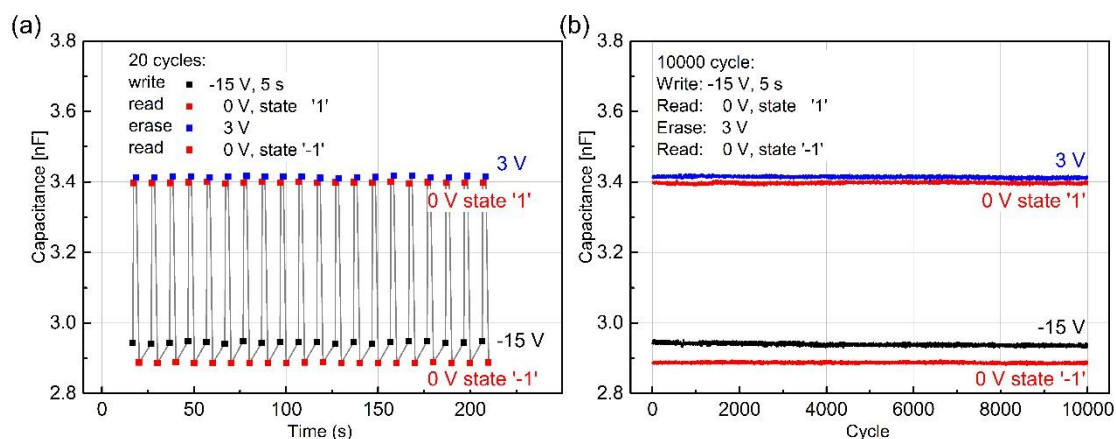 (a)
3.8
3.6
3.4
3.2
3.0
2.8
Capacitance [nF]
20 cycles:
write -15 V, 5 s
read 0 V, state '1'
erase 3 V
read 0 V, state '-1'
3 V
0 V state '1'
-15 V
0 V state '-1'
0 50 100 150 200
Time (s)
(b)
3.8
3.6
3.4
3.2
3.0
2.8
Capacitance [nF]
10000 cycle:
Write: -15 V, 5 s
Read: 0 V, state '1'
Erase: 3 V
Read: 0 V, state '-1'
3 V
0 V state '1'
-15 V
0 V state '-1'
0 2000 4000 6000 8000 10000
Cycle